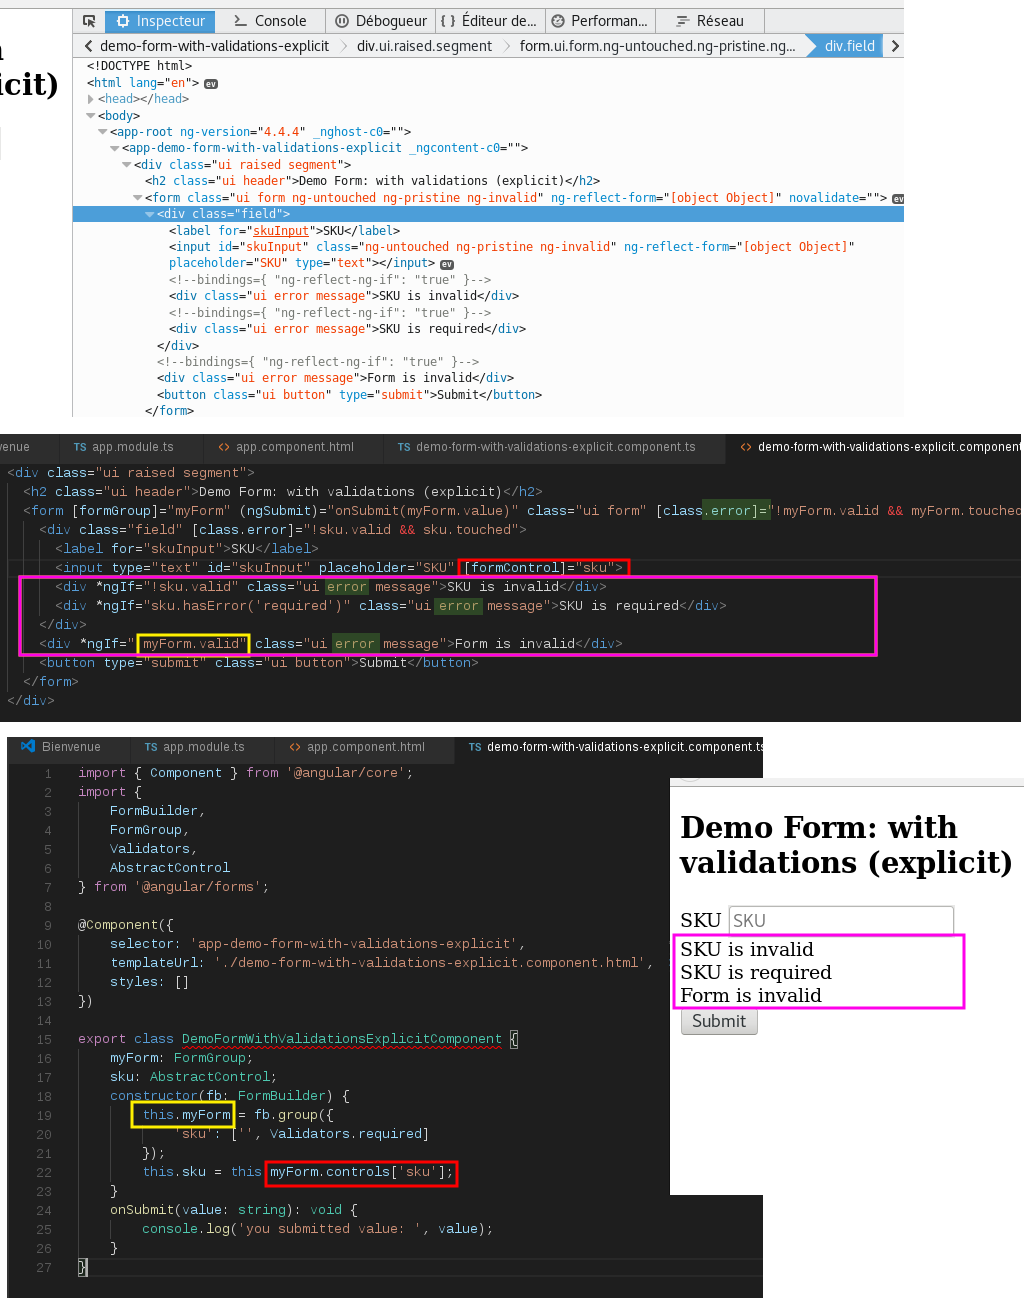 n
icit)
Inspecteur
Console
Débogueur
{ } Éditeur de...
Performan...
Réseau
demo-form-with-validations-explicit
div.ui.raised.segment
form.ui.form.ng-untouched.ng-pristine.ng...
div.field
<!DOCTYPE html>
<html lang="en"> ev
<head></head>
<body>
<app-root ng-version="4.4.4" _nghost-c0="">
<app-demo-form-with-validations-explicit _ngcontent-c0="">
<div class="ui raised segment">
<h2 class="ui header">Demo Form: with validations (explicit)</h2>
<form class="ui form ng-untouched ng-pristine ng-invalid" ng-reflect-form="[object Object]" novalidate=""> ev
<div class="field">
<label for="skuInput">SKU</label>
<input id="skuInput" class="ng-untouched ng-pristine ng-invalid" ng-reflect-form="[object Object]"
placeholder="SKU" type="text"></input> ev
<!--bindings={ "ng-reflect-ng-if": "true" }-->
<div class="ui error message">SKU is invalid</div>
<!--bindings={ "ng-reflect-ng-if": "true" }-->
<div class="ui error message">SKU is required</div>
</div>
<!--bindings={ "ng-reflect-ng-if": "true" }-->
<div class="ui error message">Form is invalid</div>
<button class="ui button" type="submit">Submit</button>
</form>
venue
TS app.module.ts
<> app.component.html
TS demo-form-with-validations-explicit.component.ts
<> demo-form-with-validations-explicit.component.html
<div class="ui raised segment">
<h2 class="ui header">Demo Form: with validations (explicit)</h2>
<form [formGroup]="myForm" (ngSubmit)="onSubmit(myForm.value)" class="ui form" [class.error]="!myForm.valid && myForm.touched
<div class="field" [class.error]="!sku.valid && sku.touched">
<label for="skuInput">SKU</label>
<input type="text" id="skuInput" placeholder="SKU" [formControl]="sku">
<div *ngIf="!sku.valid" class="ui error message">SKU is invalid</div>
<div *ngIf="sku.hasError('required')" class="ui error message">SKU is required</div>
</div>
<div *ngIf="myForm.valid" class="ui error message">Form is invalid</div>
<button type="submit" class="ui button">Submit</button>
</form>
</div>
Bienvenue
TS app.module.ts
<> app.component.html
TS demo-form-with-validations-explicit.component.ts
1 import { Component } from '@angular/core';
2 import {
3 FormBuilder,
4 FormGroup,
5 Validators,
6 AbstractControl
7 } from '@angular/forms';
8
9 @Component({
10 selector: 'app-demo-form-with-validations-explicit',
11 templateUrl: './demo-form-with-validations-explicit.component.html',
12 styles: []
13 })
14
15 export class DemoFormWithValidationsExplicitComponent {
16 myForm: FormGroup;
17 sku: AbstractControl;
18 constructor(fb: FormBuilder) {
19 this.myForm = fb.group({
20 'sku': ['', Validators.required]
21 });
22 this.sku = this myForm.controls['sku'];
23 }
24 onSubmit(value: string): void {
25 console.log('you submitted value: ', value);
26 }
27 }
Demo Form: with
validations (explicit)
SKU SKU
SKU is invalid
SKU is required
Form is invalid
Submit